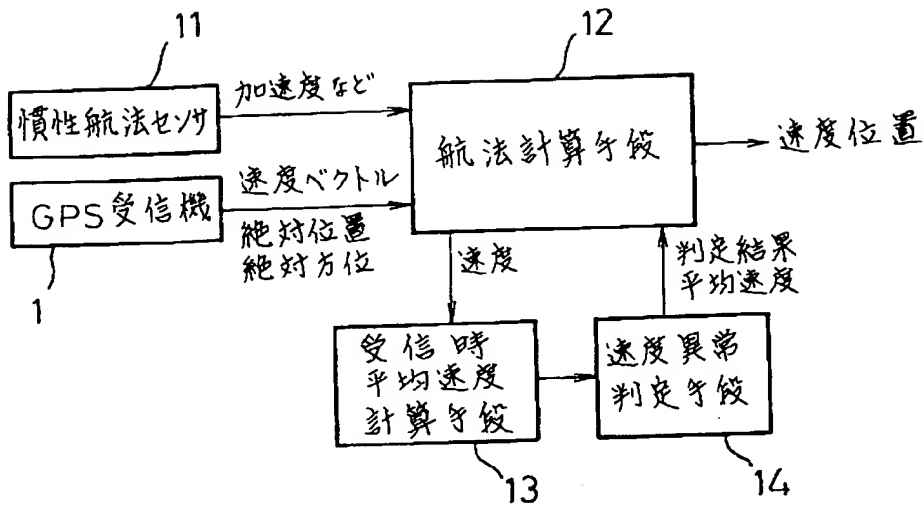 11
12
慣性航法センサ
加速度など
航法計算手段
速度位置
GPS受信機
速度ベクトル
絶対位置
絶対方位
1
速度
判定結果
平均速度
受信時
平均速度
計算手段
速度異常
判定手段
13
14